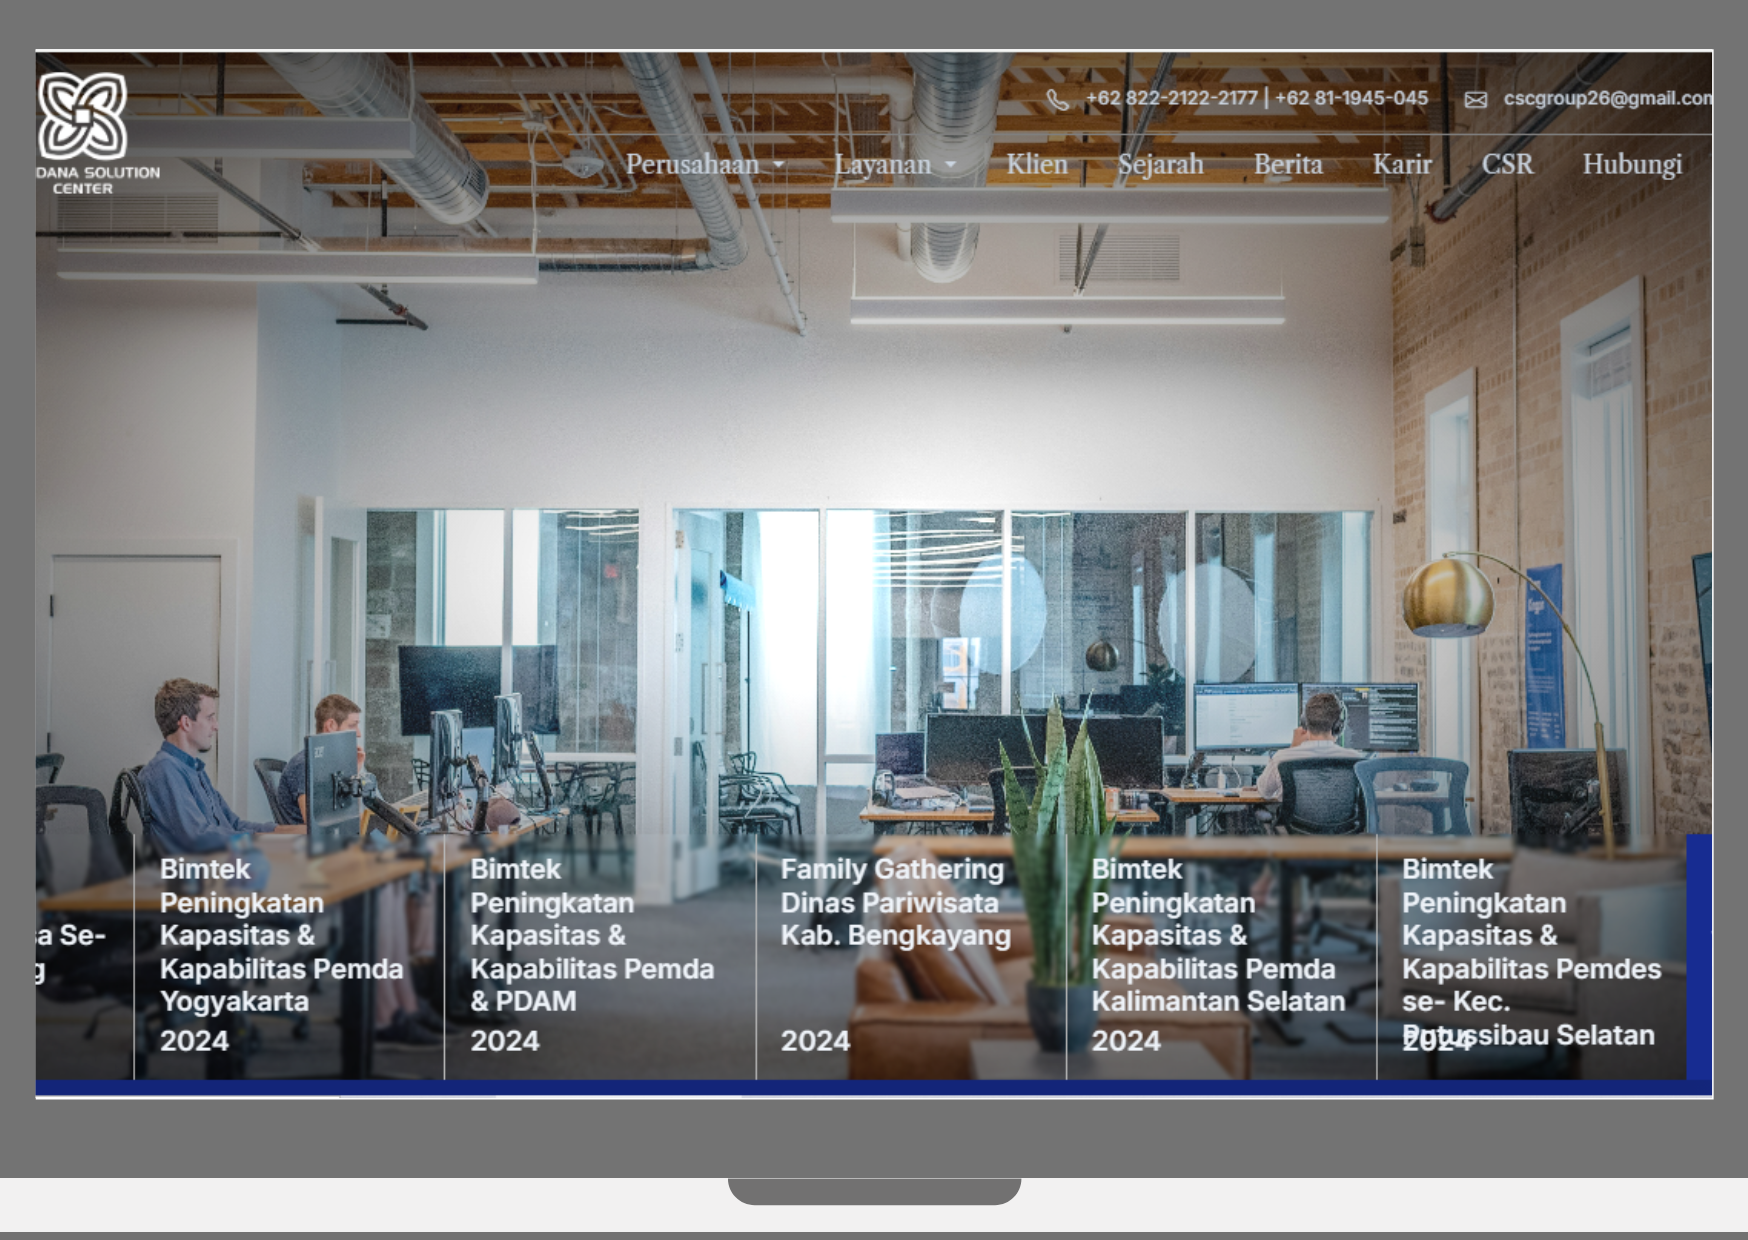 DANA SOLUTION
CENTER
+62 822-2122-2177 | +62 81-1945-045
cscgroup26@gmail.com
Perusahaan Layanan Klien Sejarah Berita Karir CSR Hubungi
sa Se-
g
Bimtek
Peningkatan
Kapasitas &
Kapabilitas Pemda
Yogyakarta
2024
Bimtek
Peningkatan
Kapasitas &
Kapabilitas Pemda
& PDAM
2024
Family Gathering
Dinas Pariwisata
Kab. Bengkayang
2024
Bimtek
Peningkatan
Kapasitas &
Kapabilitas Pemda
Kalimantan Selatan
2024
Bimtek
Peningkatan
Kapasitas &
Kapabilitas Pemdes
se- Kec.
Putussibau Selatan
2024